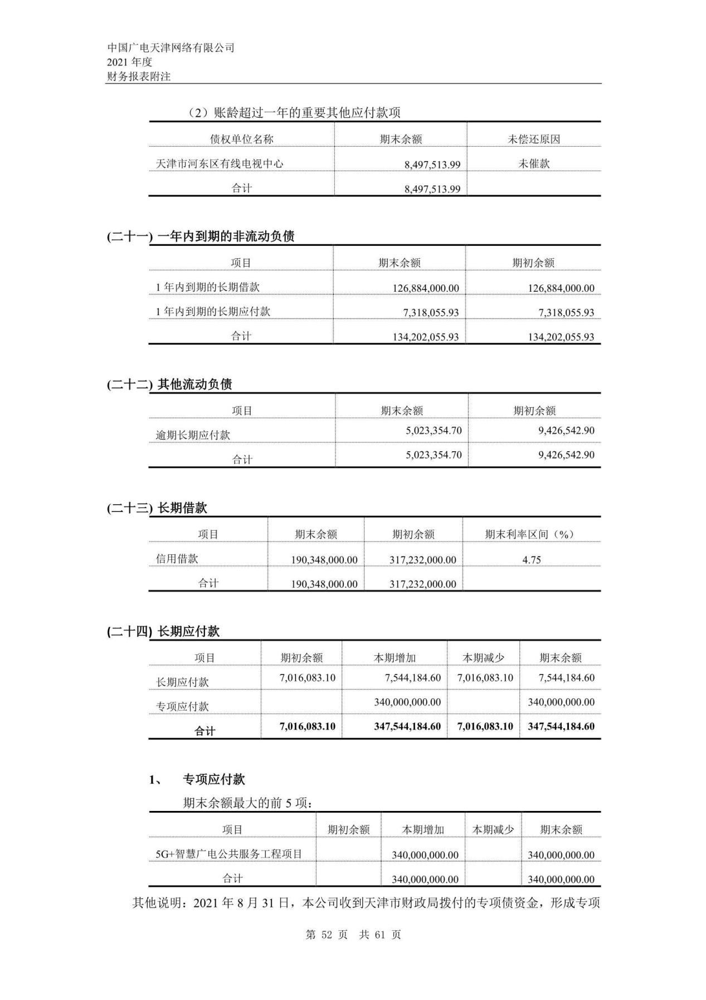 中国广电天津网络有限公司
2021 年度
财务报表附注
（2）账龄超过一年的重要其他应付款项
债权单位名称 期末余额 未偿还原因
天津市河东区有线电视中心 8,497,513.99 未催款
合计 8,497,513.99
(二十一) 一年内到期的非流动负债
项目 期末余额 期初余额
1 年内到期的长期借款 126,884,000.00 126,884,000.00
1 年内到期的长期应付款 7,318,055.93 7,318,055.93
合计 134,202,055.93 134,202,055.93
(二十二) 其他流动负债
项目 期末余额 期初余额
逾期长期应付款 5,023,354.70 9,426,542.90
合计 5,023,354.70 9,426,542.90
(二十三) 长期借款
项目 期末余额 期初余额 期末利率区间（%）
信用借款 190,348,000.00 317,232,000.00 4.75
合计 190,348,000.00 317,232,000.00
(二十四) 长期应付款
项目 期初余额 本期增加 本期减少 期末余额
长期应付款 7,016,083.10 7,544,184.60 7,016,083.10 7,544,184.60
专项应付款 340,000,000.00 340,000,000.00
合计 7,016,083.10 347,544,184.60 7,016,083.10 347,544,184.60
1、 专项应付款
期末余额最大的前 5 项：
项目 期初余额 本期增加 本期减少 期末余额
5G+智慧广电公共服务工程项目 340,000,000.00 340,000,000.00
合计 340,000,000.00 340,000,000.00
其他说明：2021 年 8 月 31 日，本公司收到天津市财政局拨付的专项债资金，形成专项
第 52 页 共 61 页